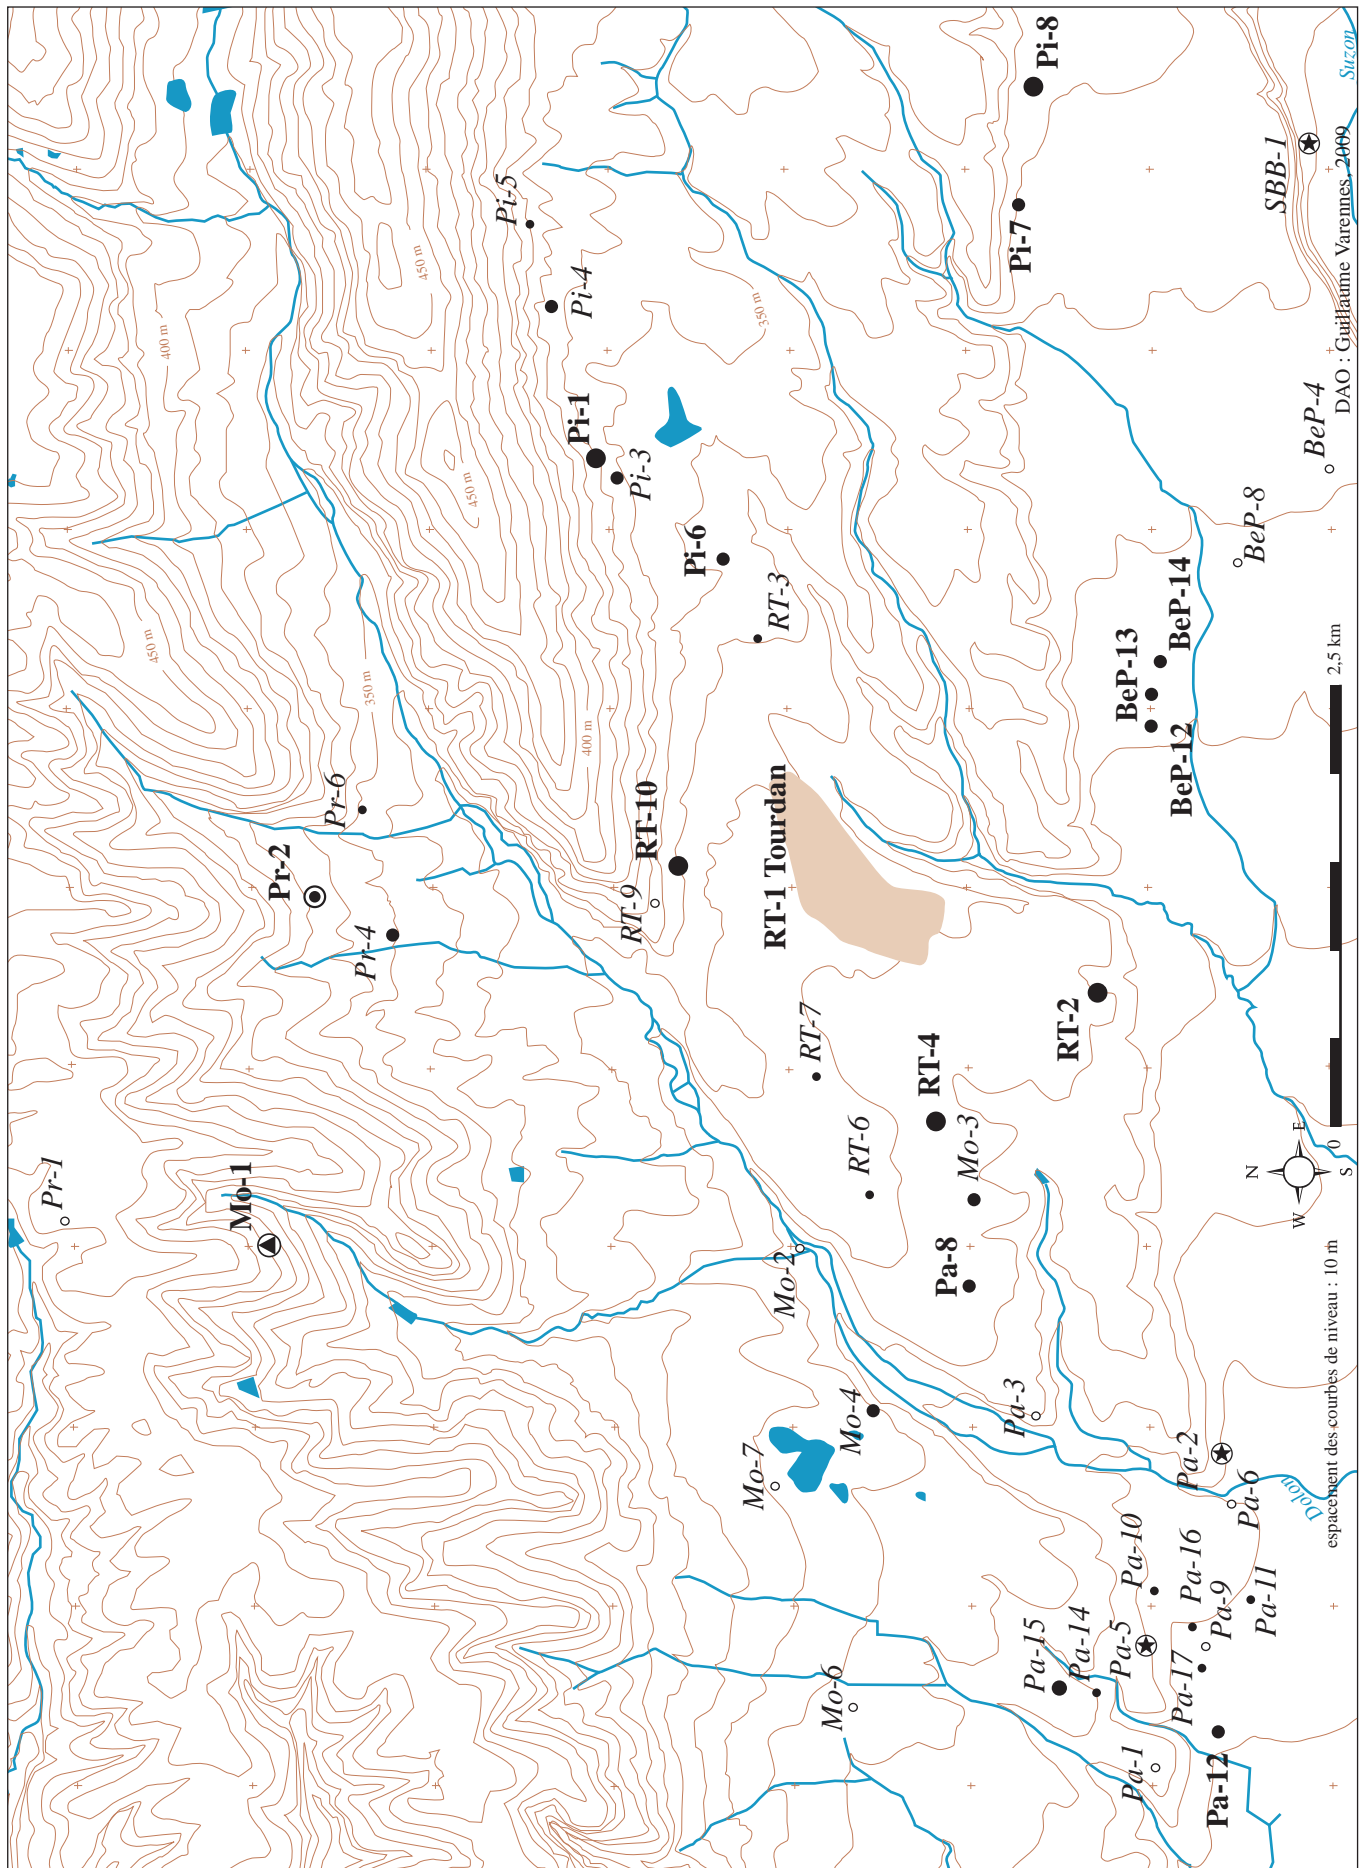 Pr-1
Mo-1
Pr-4
Pr-2
Pr-6
400 m
450 m
350 m
450 m
450 m
400 m
350 m
Pi-5
Pi-4
Pi-1
Pi-3
Pi-6
RT-3
RT-10
RT-9
RT-1 Tourdan
RT-7
RT-6
RT-4
Mo-3
RT-2
Pa-8
Mo-2
Mo-4
Mo-7
Mo-6
Pa-3
Pa-2
Pa-6
Dolon
Pa-10
Pa-16
Pa-9
Pa-11
Pa-15
Pa-14
Pa-5
Pa-17
Pa-1
Pa-12
Pi-8
Pi-7
SBB-1
Suzon
BeP-4
BeP-8
BeP-14
BeP-13
BeP-12
N
W
E
S
0
2,5 km
espacement des courbes de niveau : 10 m
DAO : Guillaume Varennes, 2009